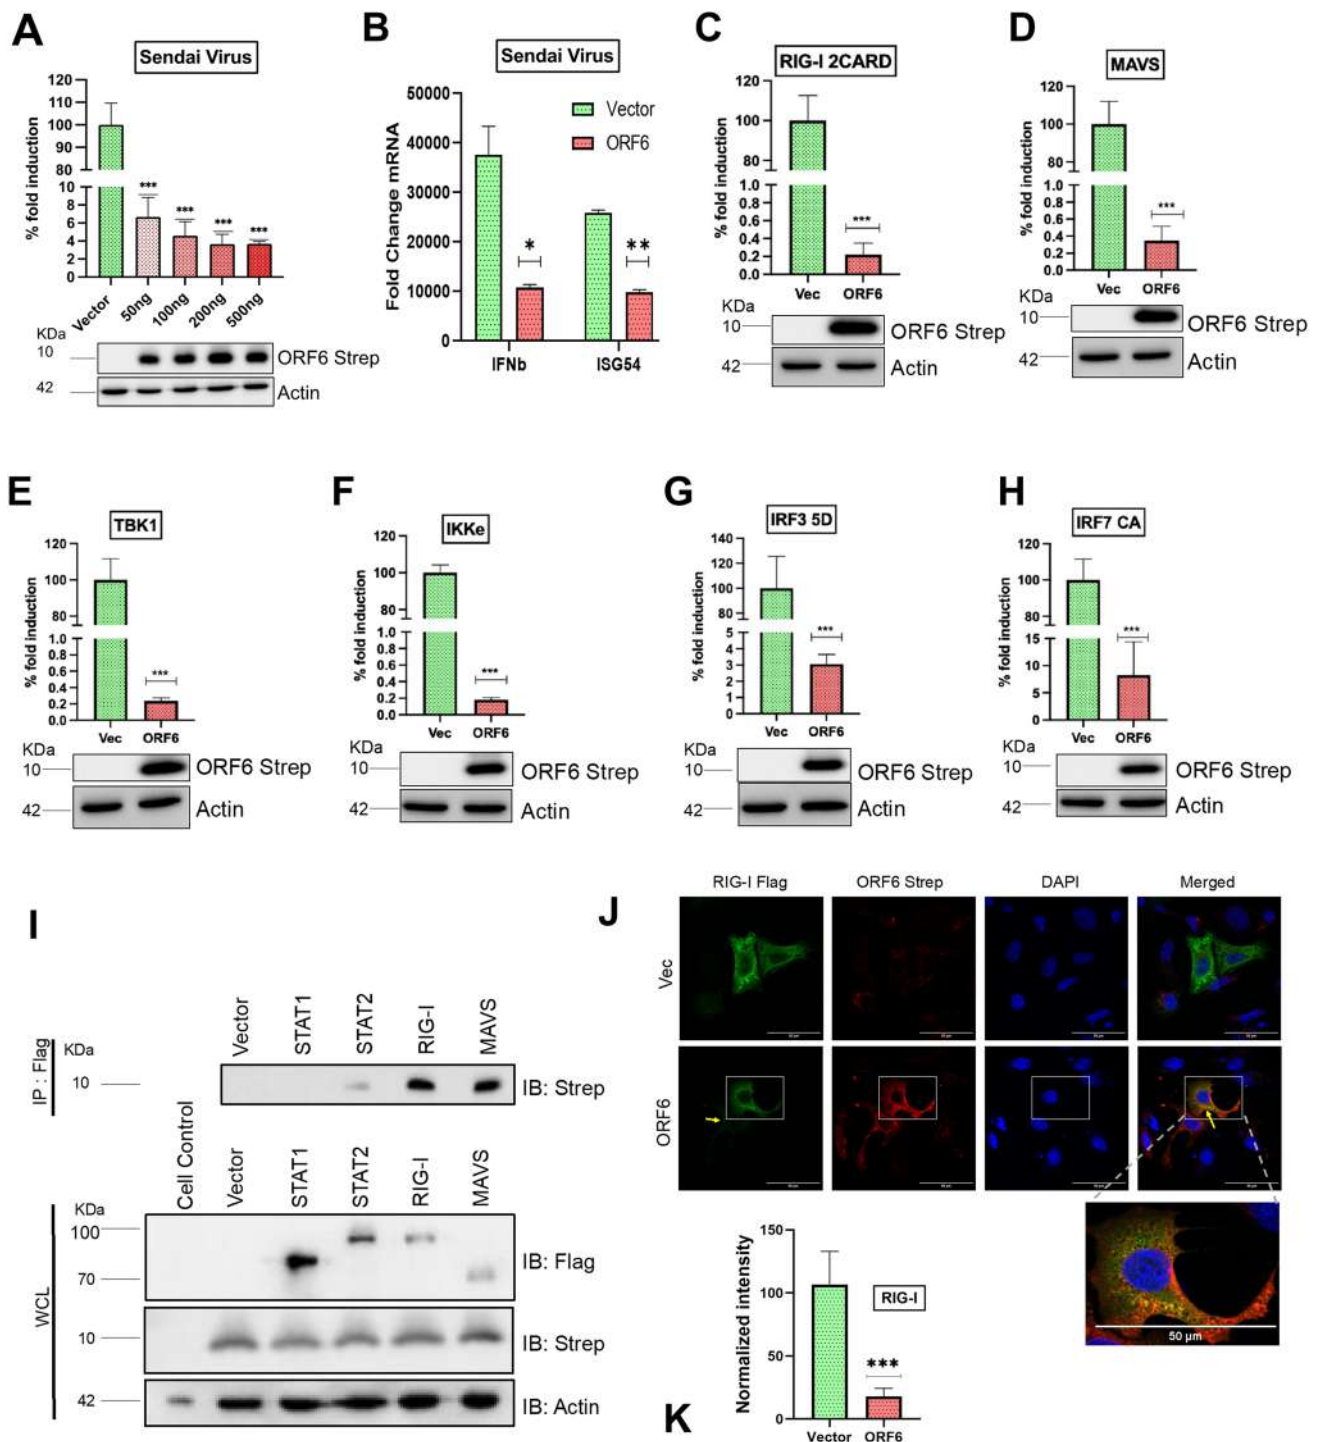 A
Sendai Virus
% fold induction
120
110
100
90
80
10
8
6
4
2
0
***
***
***
***
Vector
50ng
100ng
200ng
500ng
KDa
10
ORF6 Strep
42
Actin
B
Sendai Virus
Fold Change mRNA
50000
40000
30000
20000
10000
0
Vector
ORF6
*
**
IFNb
ISG54
C
RIG-I 2CARD
% fold induction
120
100
80
1.0
0.8
0.6
0.4
0.2
0.0
***
Vec
ORF6
KDa
10
ORF6 Strep
42
Actin
D
MAVS
% fold induction
120
100
80
1.0
0.8
0.6
0.4
0.2
0.0
***
Vec
ORF6
KDa
10
ORF6 Strep
42
Actin
E
TBK1
% fold induction
120
100
80
1.0
0.8
0.6
0.4
0.2
0.0
***
Vec
ORF6
KDa
10
ORF6 Strep
42
Actin
F
IKKe
% fold induction
120
100
80
1.0
0.8
0.6
0.4
0.2
0.0
***
Vec
ORF6
KDa
10
ORF6 Strep
42
Actin
G
IRF3 5D
% fold induction
140
120
100
80
5
4
3
2
1
0
***
Vec
ORF6
KDa
10
ORF6 Strep
42
Actin
H
IRF7 CA
% fold induction
120
100
80
15
10
5
0
***
Vec
ORF6
KDa
10
ORF6 Strep
42
Actin
I
Vector
STAT1
STAT2
RIG-I
MAVS
IP : Flag
KDa
10
IB: Strep
Cell Control
Vector
STAT1
STAT2
RIG-I
MAVS
WCL
KDa
100
70
IB: Flag
10
IB: Strep
42
IB: Actin
J
RIG-I Flag
ORF6 Strep
DAPI
Merged
Vec
ORF6
50 µm
K
Normalized intensity
150
100
50
0
RIG-I
***
Vector
ORF6